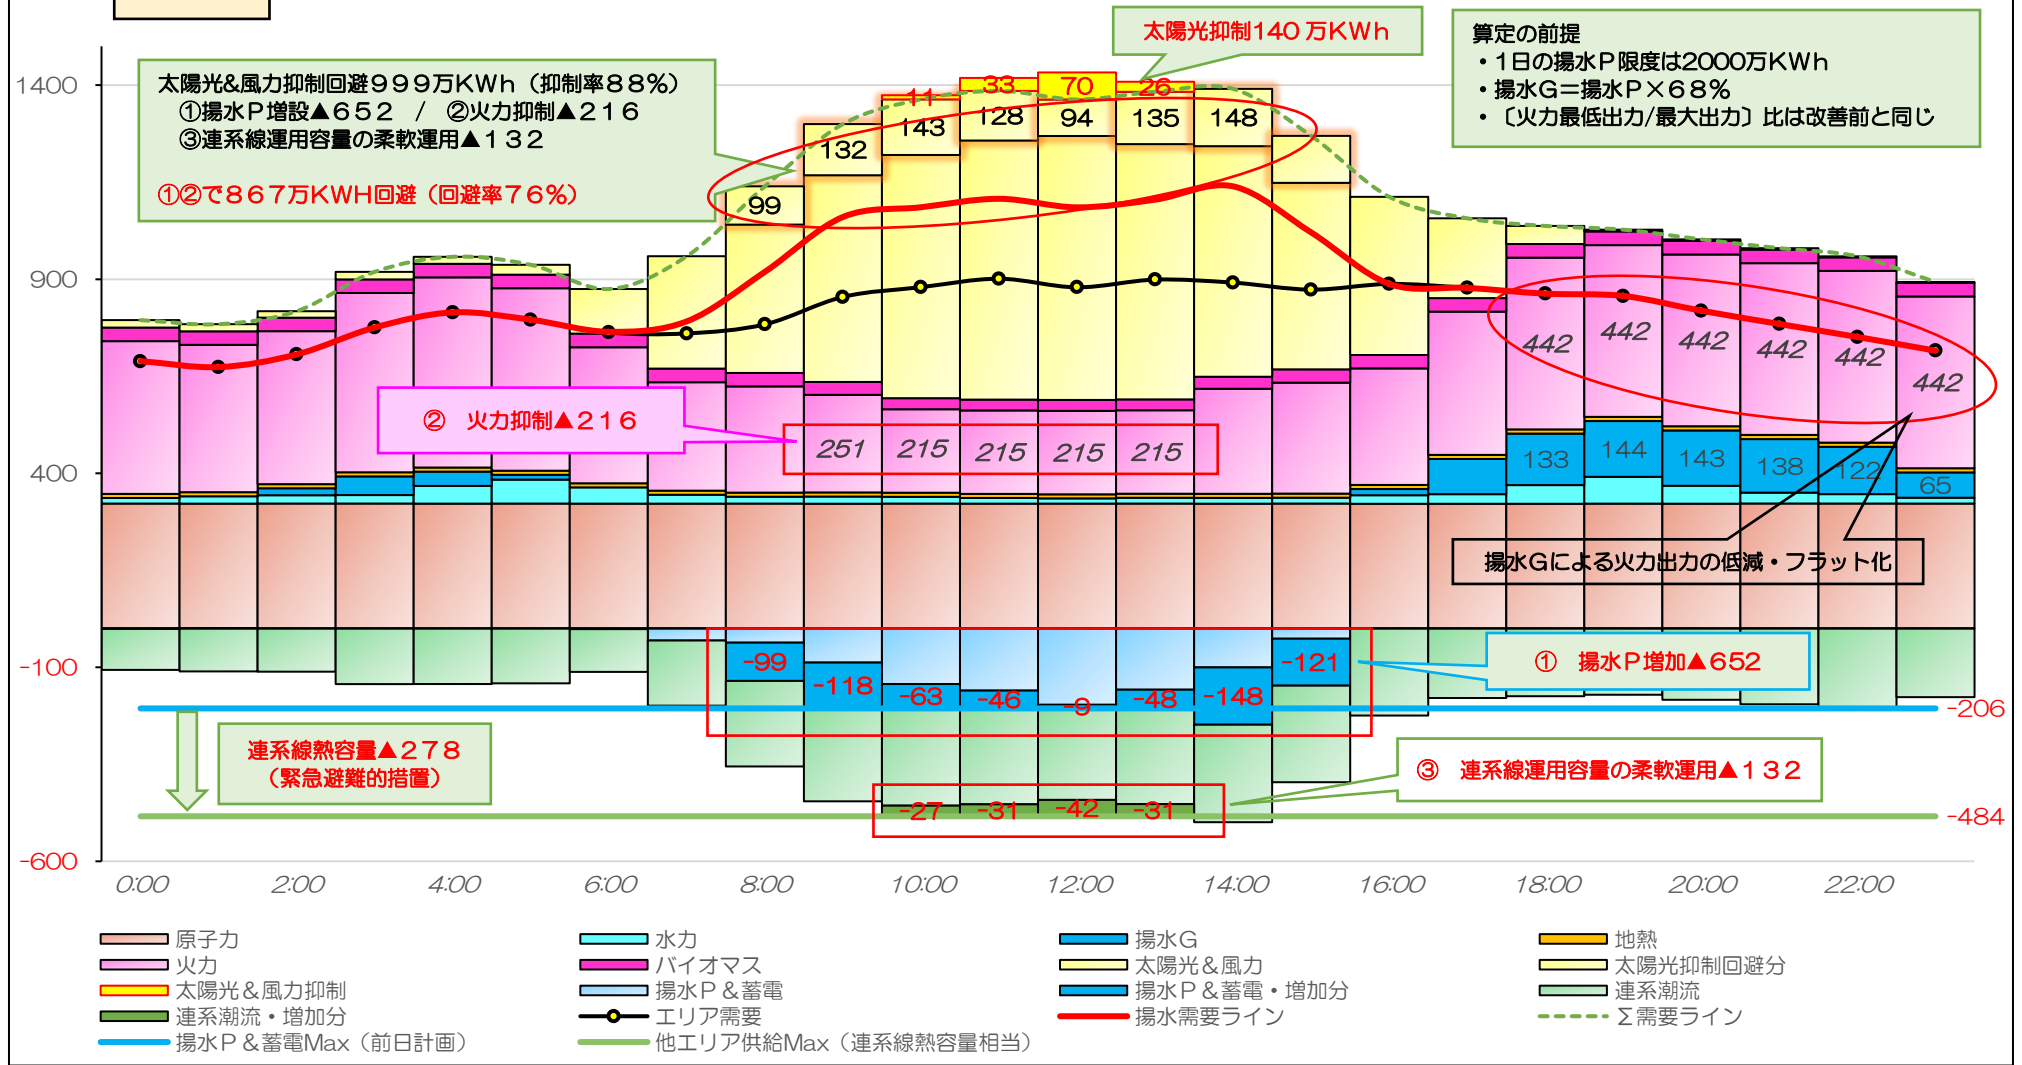 太陽光抑制140万KWh
算定の前提
・1日の揚水P限度は2000万KWh
・揚水G=揚水P×68%
・〔火力最低出力/最大出力〕比は改善前と同じ
太陽光&風力抑制回避999万KWh（抑制率88%）
①揚水P増設▲652 / ②火力抑制▲216
③連系線運用容量の柔軟運用▲132
①②で867万KWH回避（回避率76%）
1400
900
400
-100
-600
11
33
70
26
99
132
143
128
94
135
148
② 火力抑制▲216
251
215
215
215
215
442
442
442
442
442
442
133
144
143
138
122
65
揚水Gによる火力出力の低減・フラット化
-99
-118
-63
-46
-9
-48
-148
-121
① 揚水P増加▲652
-206
連系線熱容量▲278
（緊急避難的措置）
③ 連系線運用容量の柔軟運用▲132
-27
-31
-42
-31
-484
0:00
2:00
4:00
6:00
8:00
10:00
12:00
14:00
16:00
18:00
20:00
22:00
原子力
水力
揚水G
地熱
火力
バイオマス
太陽光&風力
太陽光抑制回避分
太陽光&風力抑制
揚水P&蓄電
揚水P&蓄電・増加分
連系潮流
連系潮流・増加分
エリア需要
揚水需要ライン
Σ需要ライン
揚水P&蓄電Max（前日計画）
他エリア供給Max（連系線熱容量相当）